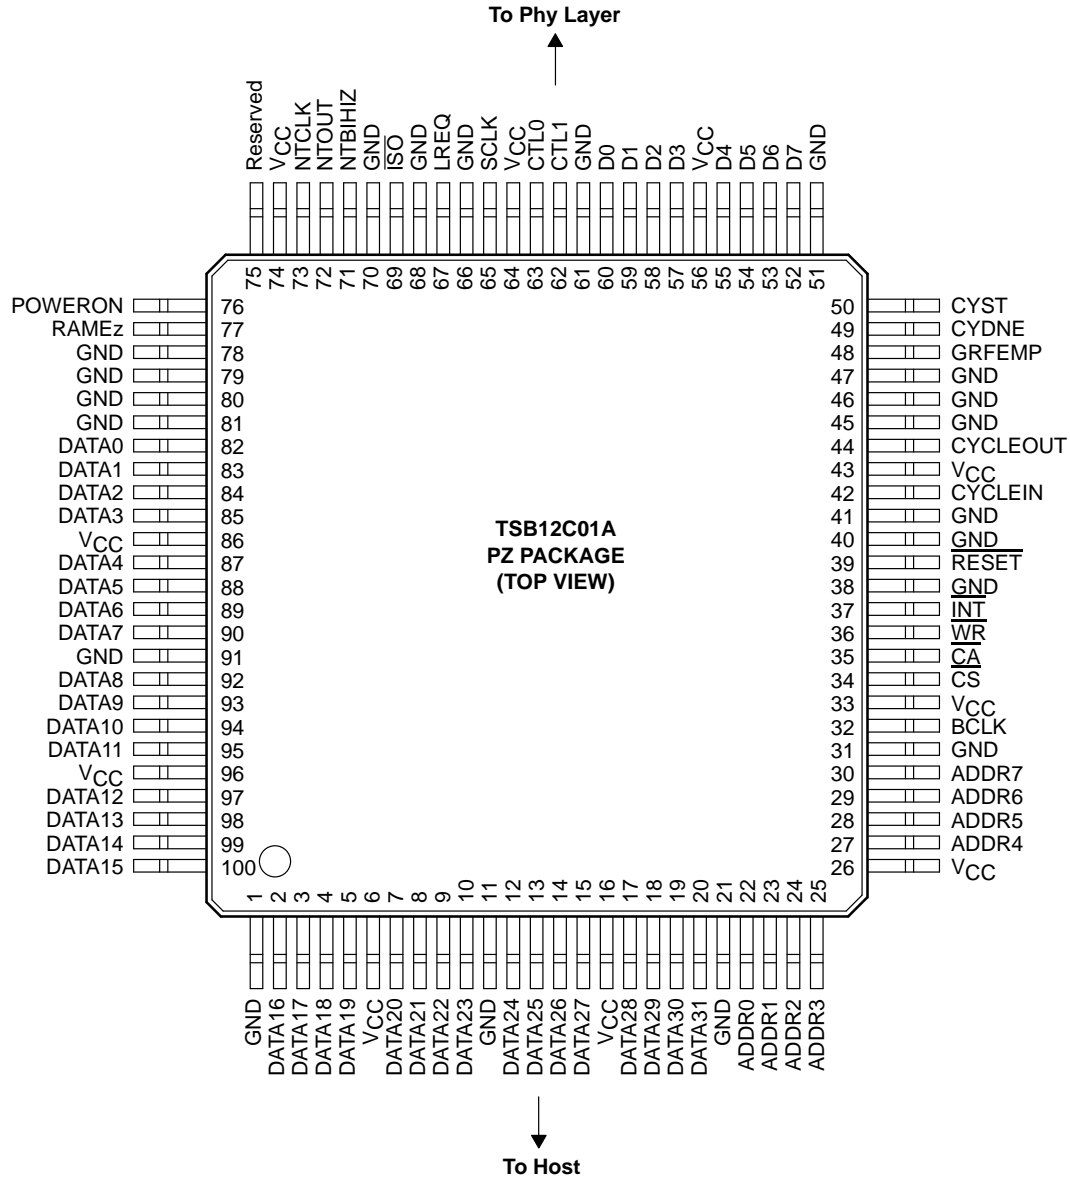 To Phy Layer
Reserved
VCC
NTCLK
NTOUT
NTBIHIZ
GND
ISO
GND
LREQ
GND
SCLK
VCC
CTL0
CTL1
GND
D0
D1
D2
D3
VCC
D4
D5
D6
D7
GND
75 74 73 72 71 70 69 68 67 66 65 64 63 62 61 60 59 58 57 56 55 54 53 52 51
POWERON 76
RAMEz 77
GND 78
GND 79
GND 80
GND 81
DATA0 82
DATA1 83
DATA2 84
DATA3 85
VCC 86
DATA4 87
DATA5 88
DATA6 89
DATA7 90
GND 91
DATA8 92
DATA9 93
DATA10 94
DATA11 95
VCC 96
DATA12 97
DATA13 98
DATA14 99
DATA15 100
TSB12C01A
PZ PACKAGE
(TOP VIEW)
50 CYST
49 CYDNE
48 GRFEMP
47 GND
46 GND
45 GND
44 CYCLEOUT
43 VCC
42 CYCLEIN
41 GND
40 GND
39 RESET
38 GND
37 INT
36 WR
35 CA
34 CS
33 VCC
32 BCLK
31 GND
30 ADDR7
29 ADDR6
28 ADDR5
27 ADDR4
26 VCC
1 2 3 4 5 6 7 8 9 10 11 12 13 14 15 16 17 18 19 20 21 22 23 24 25
GND
DATA16
DATA17
DATA18
DATA19
VCC
DATA20
DATA21
DATA22
DATA23
GND
DATA24
DATA25
DATA26
DATA27
VCC
DATA28
DATA29
DATA30
DATA31
GND
ADDR0
ADDR1
ADDR2
ADDR3
To Host